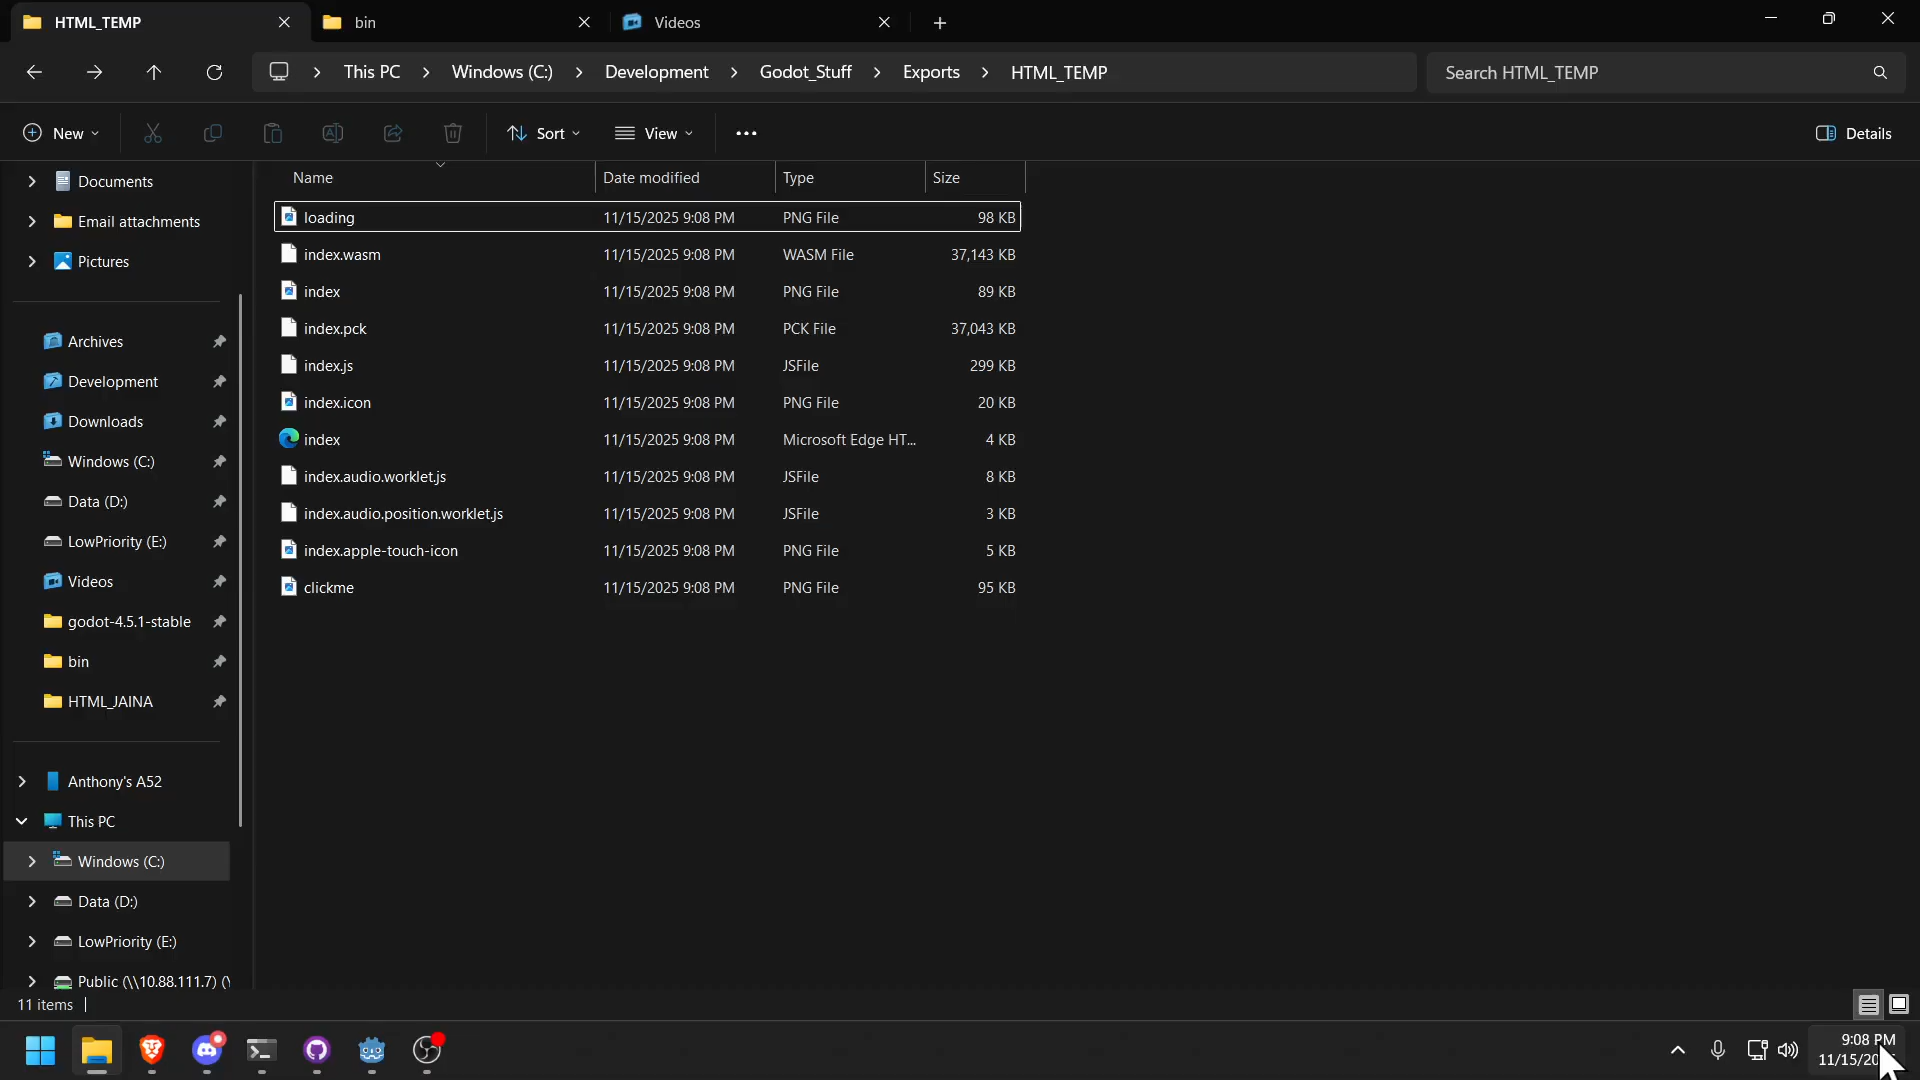 HTML_TEMP
bin
Videos
This PC
Windows (C:)
Development
Godot_Stuff
Exports
HTML_TEMP
Search HTML_TEMP
New
Sort
View
Details
Name Date modified Type Size
loading 11/15/2025 9:08 PM PNG File 98 KB
index.wasm 11/15/2025 9:08 PM WASM File 37,143 KB
index 11/15/2025 9:08 PM PNG File 89 KB
index.pck 11/15/2025 9:08 PM PCK File 37,043 KB
index.js 11/15/2025 9:08 PM JSFile 299 KB
index.icon 11/15/2025 9:08 PM PNG File 20 KB
index 11/15/2025 9:08 PM Microsoft Edge HT... 4 KB
index.audio.worklet.js 11/15/2025 9:08 PM JSFile 8 KB
index.audio.position.worklet.js 11/15/2025 9:08 PM JSFile 3 KB
index.apple-touch-icon 11/15/2025 9:08 PM PNG File 5 KB
clickme 11/15/2025 9:08 PM PNG File 95 KB
Documents
Email attachments
Pictures
Archives
Development
Downloads
Windows (C:)
Data (D:)
LowPriority (E:)
Videos
godot-4.5.1-stable
bin
HTML_JAINA
Anthony's A52
This PC
Windows (C:)
Data (D:)
LowPriority (E:)
Public (\\10.88.111.7) (
11 items
9:08 PM
11/15/20